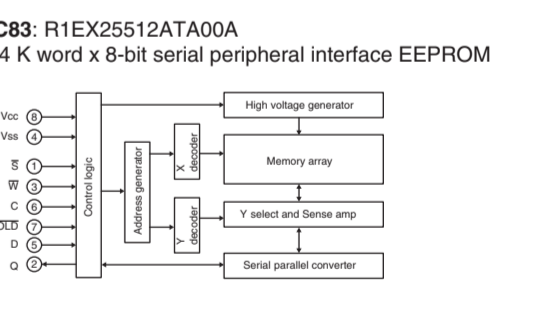 C83: R1EX25512ATA00A
4 K word x 8-bit serial peripheral interface EEPROM
High voltage generator
Vcc 8
Vss 4
X decoder
Memory array
S 1
Control logic
Address generator
W 3
C 6
Y decoder
Y select and Sense amp
OLD 7
D 5
Q 2
Serial parallel converter